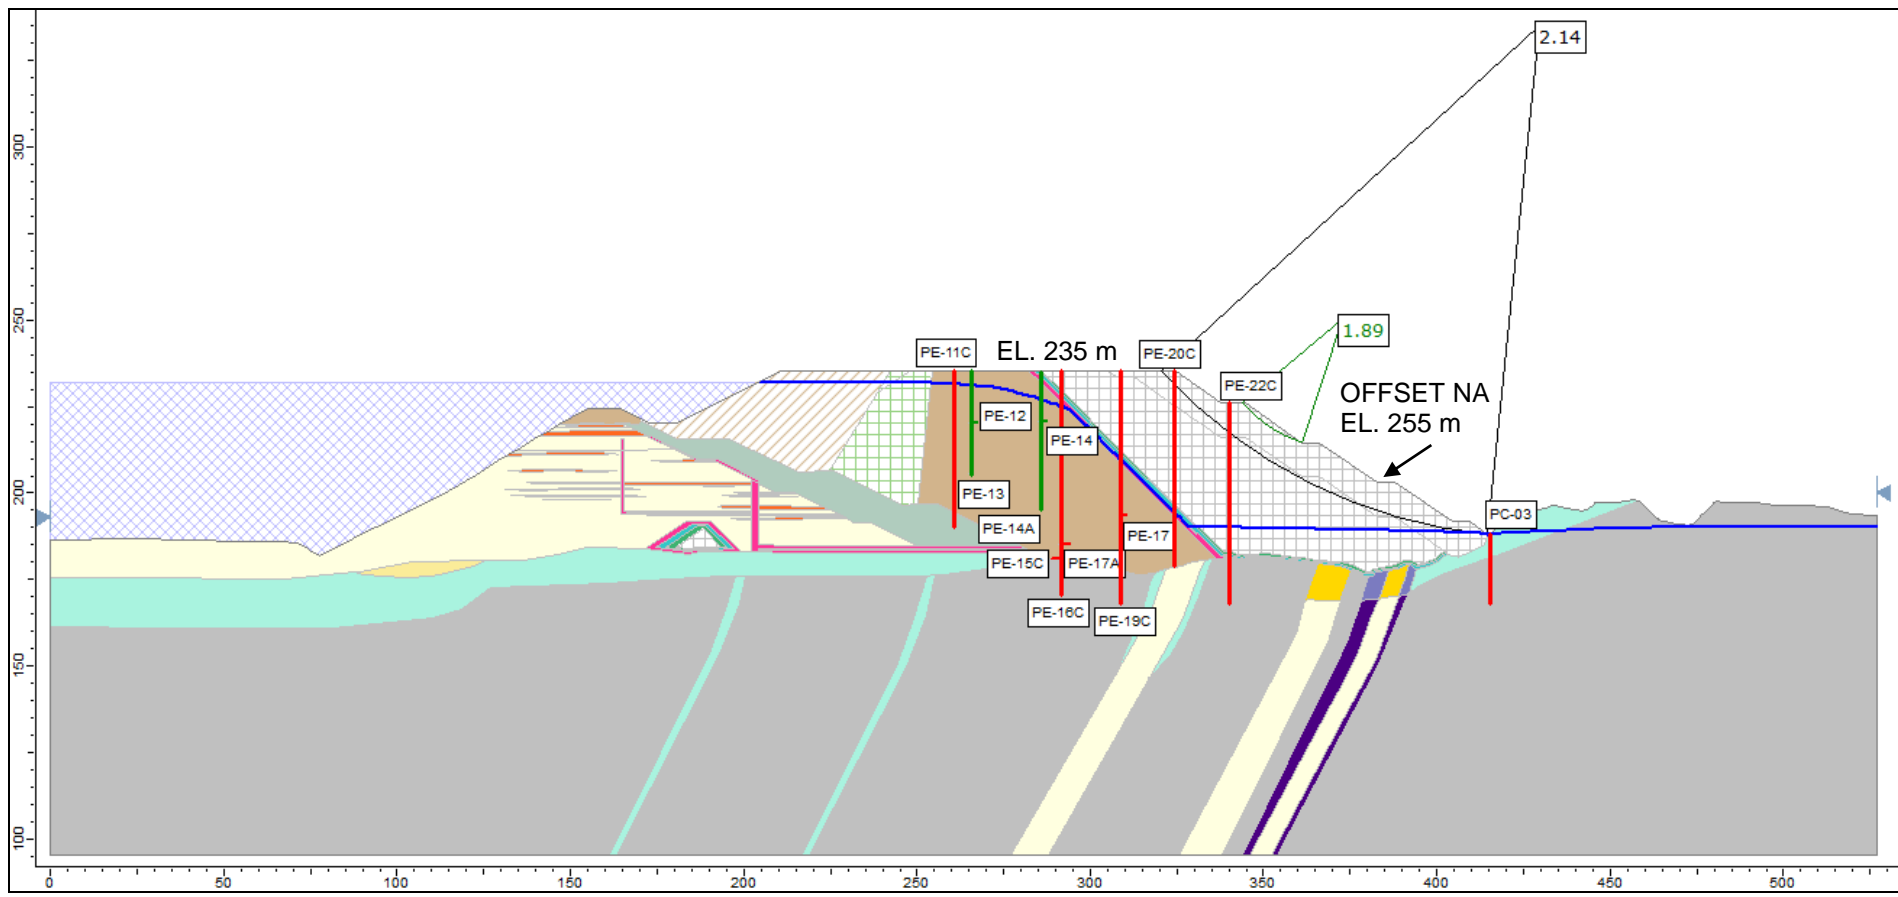 2.14
300
250
1.89
PE-11C
EL. 235 m
PE-20C
PE-22C
OFFSET NA
EL. 255 m
PE-12
PE-14
200
PE-13
PC-03
PE-14A
PE-17
PE-15C
PE-17A
PE-16C
PE-19C
150
100
0
50
100
150
200
250
300
350
400
450
500